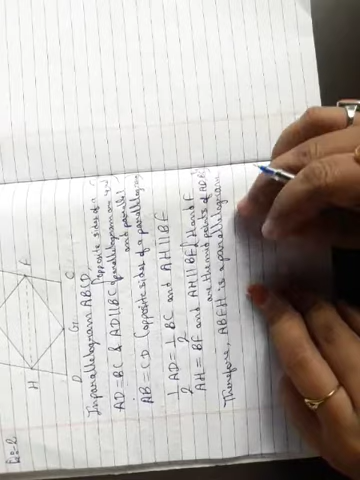 H
F
D
G
C
In parallelogram ABCD,
AD = BC & AD || BC (opposite sides of a parallelogram are
and parallel
AB = CD (opposite sides of a parallelogram
1/2 AD = 1/2 BC and AH || BF
AH = BF and AH || BF (H and F
are the mid points of AD
Therefore, ABFH is a parallelogram